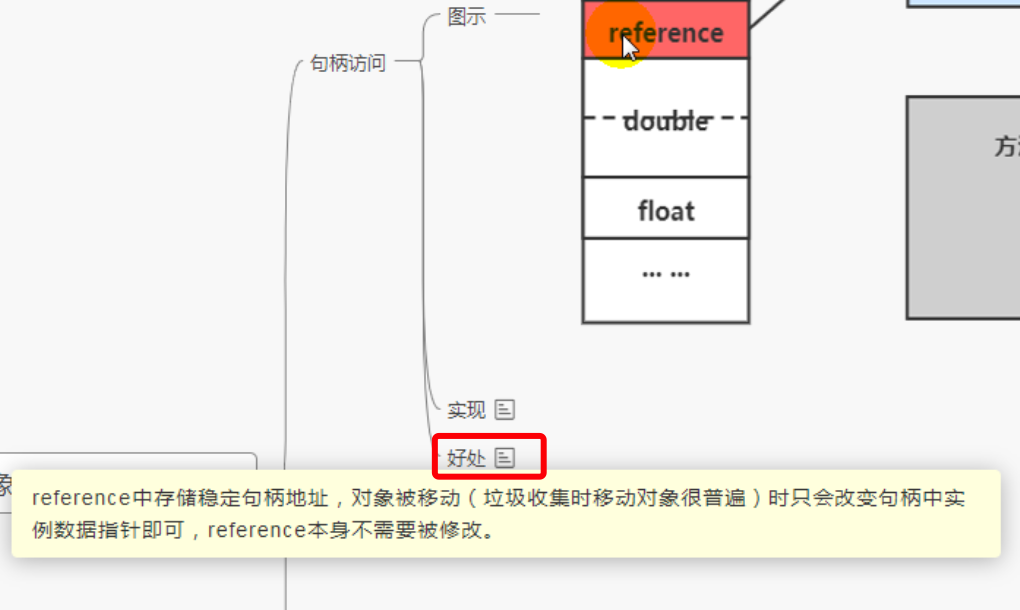 图示
reference
句柄访问
double
方
float
... ...
实现
好处
象
reference中存储稳定句柄地址，对象被移动（垃圾收集时移动对象很普遍）时只会改变句柄中实
例数据指针即可，reference本身不需要被修改。